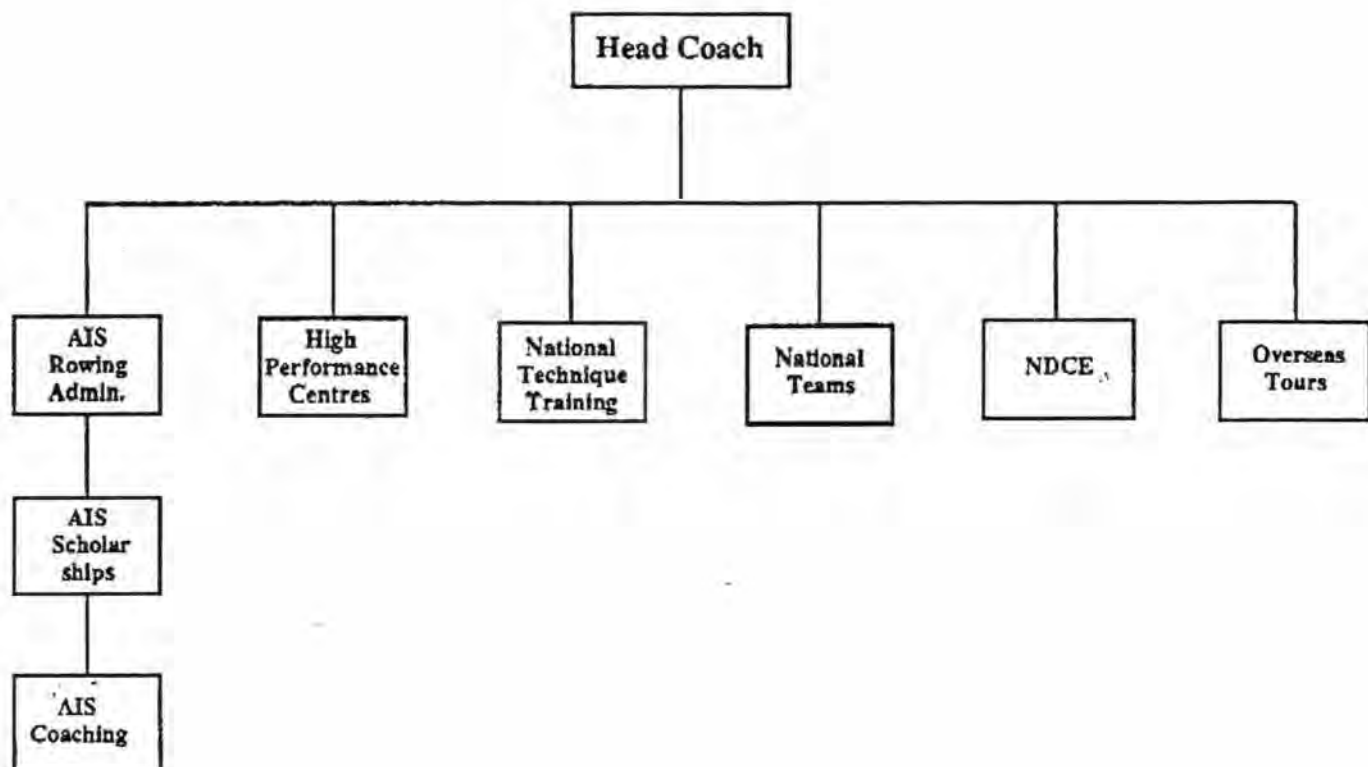 Head Coach
AIS
Rowing
Admin.
High
Performance
Centres
National
Technique
Training
National
Teams
NDCE
Overseas
Tours
AIS
Scholar
ships
AIS
Coaching